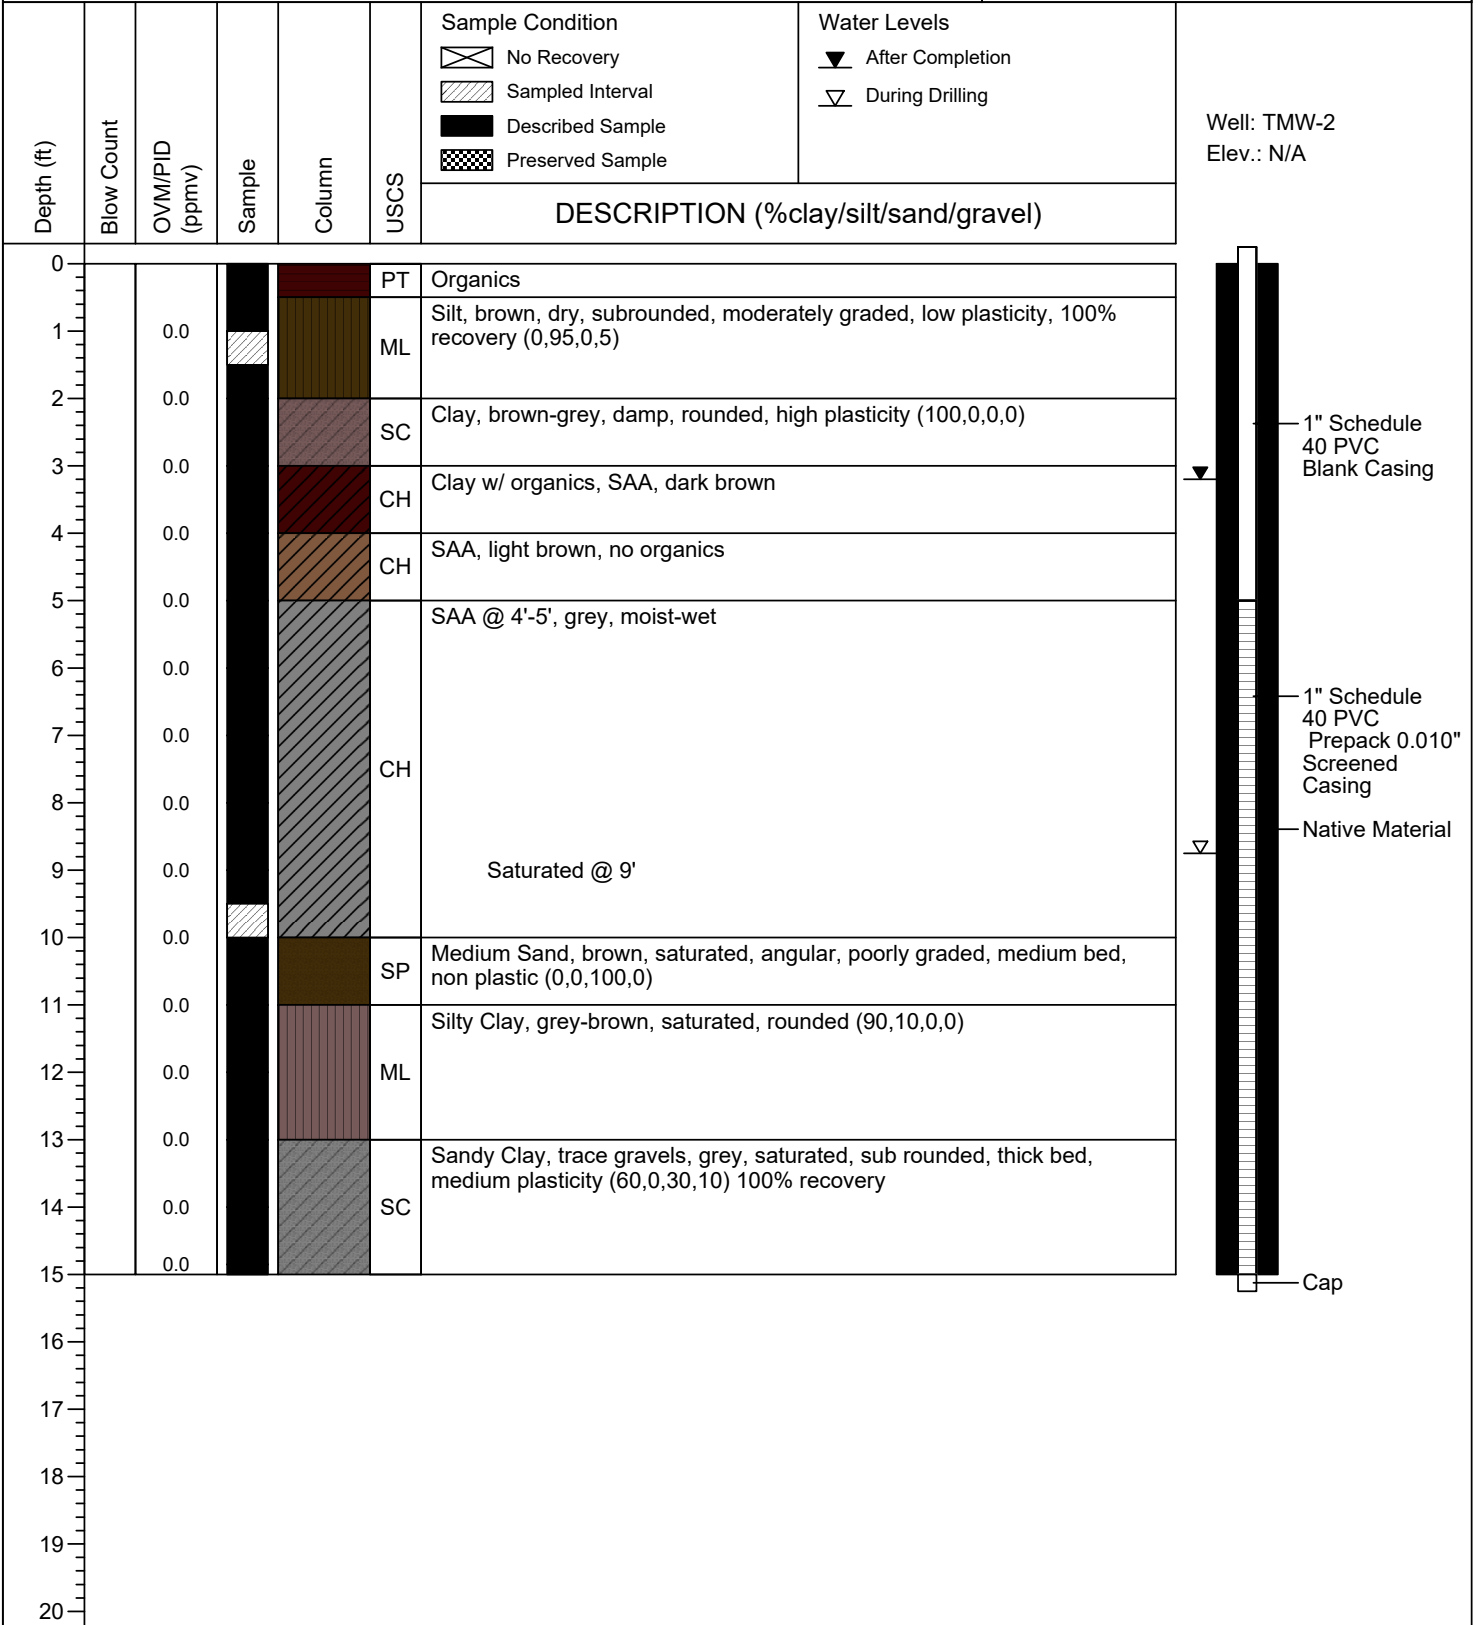 Sample Condition
No Recovery
Sampled Interval
Described Sample
Preserved Sample
Water Levels
After Completion
During Drilling
Well: TMW-2
Elev.: N/A
Depth (ft)
Blow Count
OVM/PID
(ppmv)
Sample
Column
USCS
DESCRIPTION (%clay/silt/sand/gravel)
0
PT
Organics
Silt, brown, dry, subrounded, moderately graded, low plasticity, 100%
recovery (0,95,0,5)
1
0.0
ML
2
0.0
Clay, brown-grey, damp, rounded, high plasticity (100,0,0,0)
SC
1" Schedule
40 PVC
Blank Casing
3
0.0
Clay w/ organics, SAA, dark brown
CH
4
0.0
SAA, light brown, no organics
CH
5
0.0
SAA @ 4'-5', grey, moist-wet
6
0.0
1" Schedule
40 PVC
Prepack 0.010"
Screened
Casing
7
0.0
CH
8
0.0
Native Material
9
0.0
Saturated @ 9'
10
0.0
Medium Sand, brown, saturated, angular, poorly graded, medium bed,
non plastic (0,0,100,0)
SP
11
0.0
Silty Clay, grey-brown, saturated, rounded (90,10,0,0)
12
0.0
ML
13
0.0
Sandy Clay, trace gravels, grey, saturated, sub rounded, thick bed,
medium plasticity (60,0,30,10) 100% recovery
14
0.0
SC
0.0
15
Cap
16
17
18
19
20